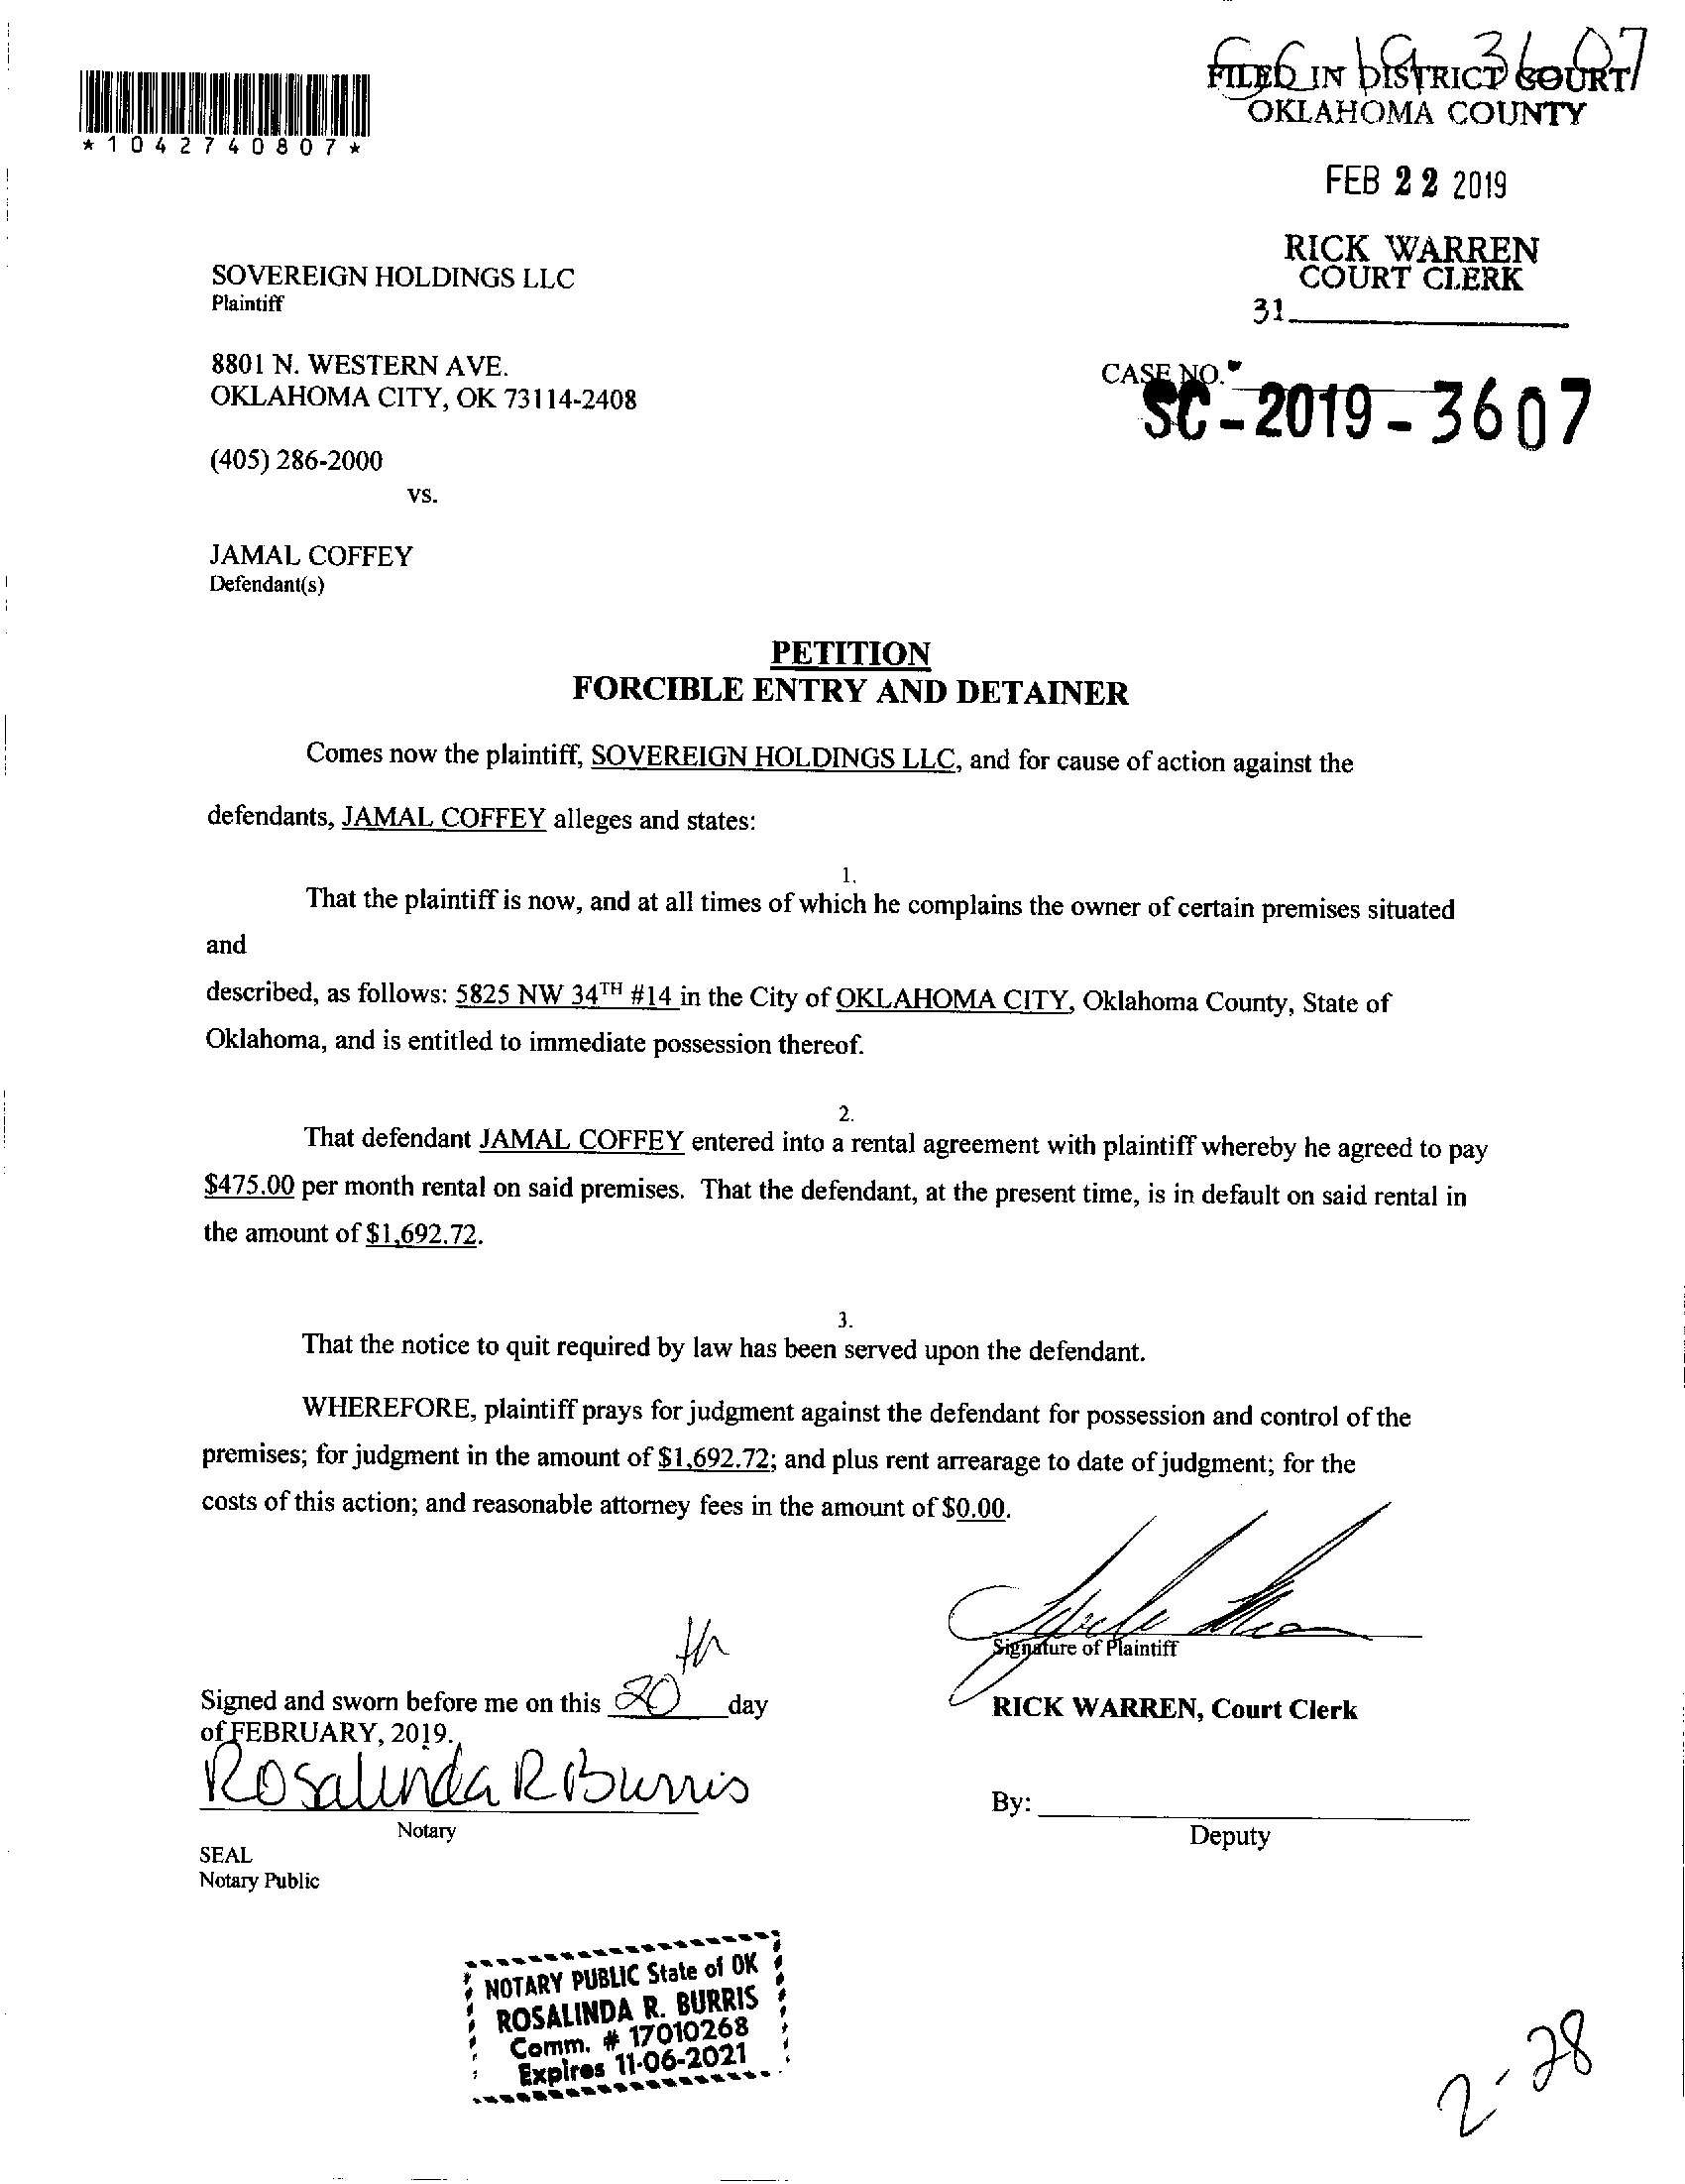 SC 19 3607
FILED IN DISTRICT COURT
OKLAHOMA COUNTY
*1042740807*
FEB 22 2019
RICK WARREN
COURT CLERK
31
SOVEREIGN HOLDINGS LLC
Plaintiff
8801 N. WESTERN AVE.
OKLAHOMA CITY, OK 73114-2408
CASE NO.
SC-2019-3607
(405) 286-2000
vs.
JAMAL COFFEY
Defendant(s)
PETITION
FORCIBLE ENTRY AND DETAINER
Comes now the plaintiff, SOVEREIGN HOLDINGS LLC, and for cause of action against the
defendants, JAMAL COFFEY alleges and states:
1.
That the plaintiff is now, and at all times of which he complains the owner of certain premises situated
and
described, as follows: 5825 NW 34TH #14 in the City of OKLAHOMA CITY, Oklahoma County, State of
Oklahoma, and is entitled to immediate possession thereof.
2.
That defendant JAMAL COFFEY entered into a rental agreement with plaintiff whereby he agreed to pay
$475.00 per month rental on said premises. That the defendant, at the present time, is in default on said rental in
the amount of $1,692.72.
3.
That the notice to quit required by law has been served upon the defendant.
WHEREFORE, plaintiff prays for judgment against the defendant for possession and control of the
premises; for judgment in the amount of $1,692.72; and plus rent arrearage to date of judgment; for the
costs of this action; and reasonable attorney fees in the amount of $0.00.
Signature of Plaintiff
Signed and sworn before me on this 20th day
of FEBRUARY, 2019.
RICK WARREN, Court Clerk
Rosalinda R Burris
Notary
By:
Deputy
SEAL
Notary Public
NOTARY PUBLIC State of OK
ROSALINDA R. BURRIS
Comm. # 17010268
Expires 11-06-2021
2-28